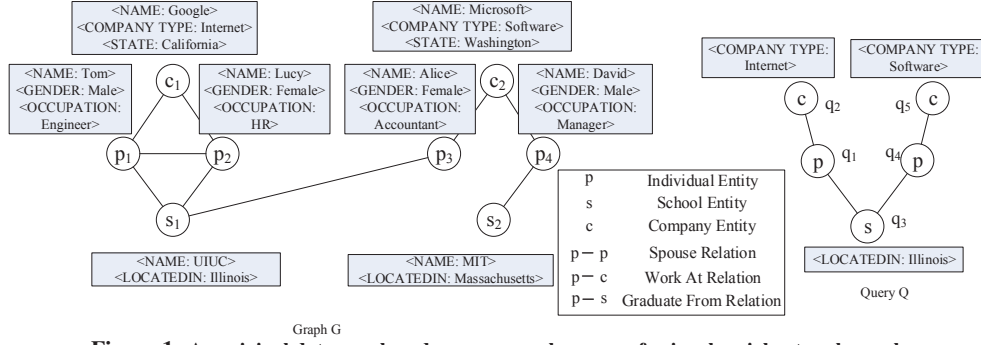 <NAME: Google>
<COMPANY TYPE: Internet>
<STATE: California>
<NAME: Microsoft>
<COMPANY TYPE: Software>
<STATE: Washington>
<NAME: Tom>
<GENDER: Male>
<OCCUPATION:
Engineer>
c1
<NAME: Lucy>
<GENDER: Female>
<OCCUPATION:
HR>
<NAME: Alice>
<GENDER: Female>
<OCCUPATION:
Accountant>
c2
<NAME: David>
<GENDER: Male>
<OCCUPATION:
Manager>
p1
p2
p3
p4
s1
s2
<NAME: UIUC>
<LOCATEDIN: Illinois>
<NAME: MIT>
<LOCATEDIN: Massachusetts>
Graph G
p Individual Entity
s School Entity
c Company Entity
p – p Spouse Relation
p – c Work At Relation
p – s Graduate From Relation
<COMPANY TYPE:
Internet>
<COMPANY TYPE:
Software>
c q2
q5 c
p q1
q4 p
s q3
<LOCATEDIN: Illinois>
Query Q